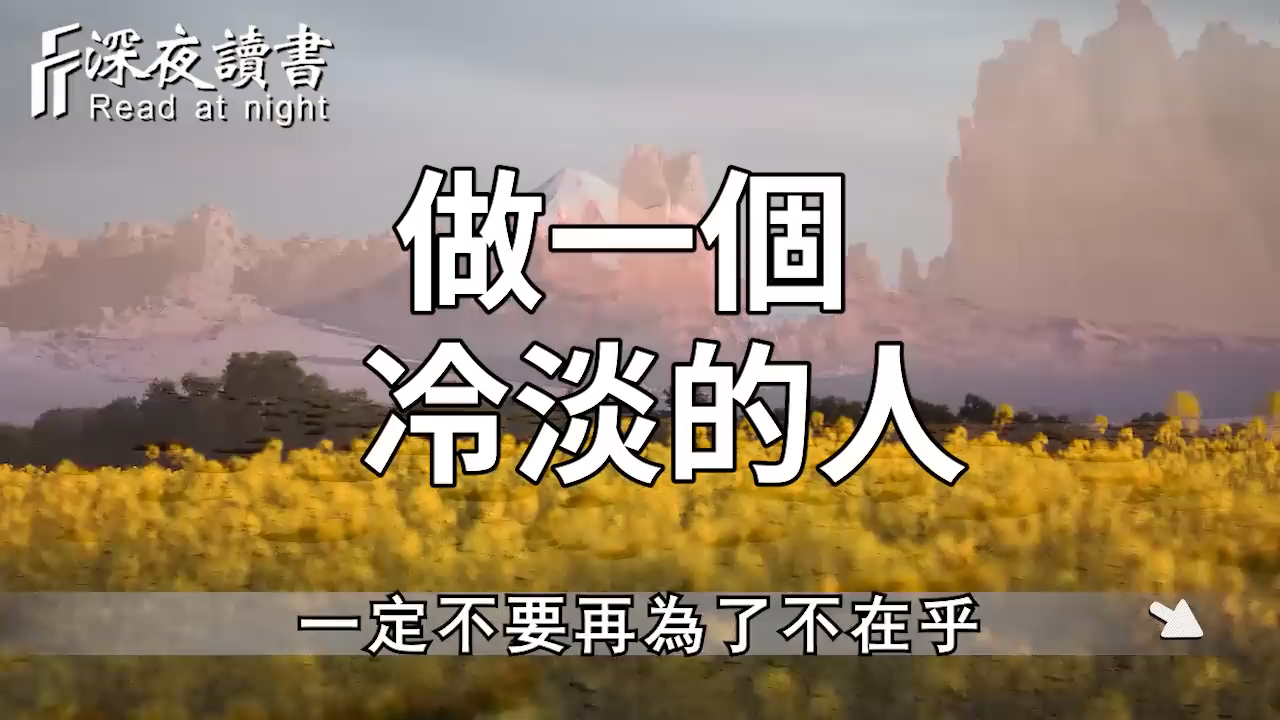 深夜讀書
Read at night
做一個
冷淡的人
一定不要再為了不在乎